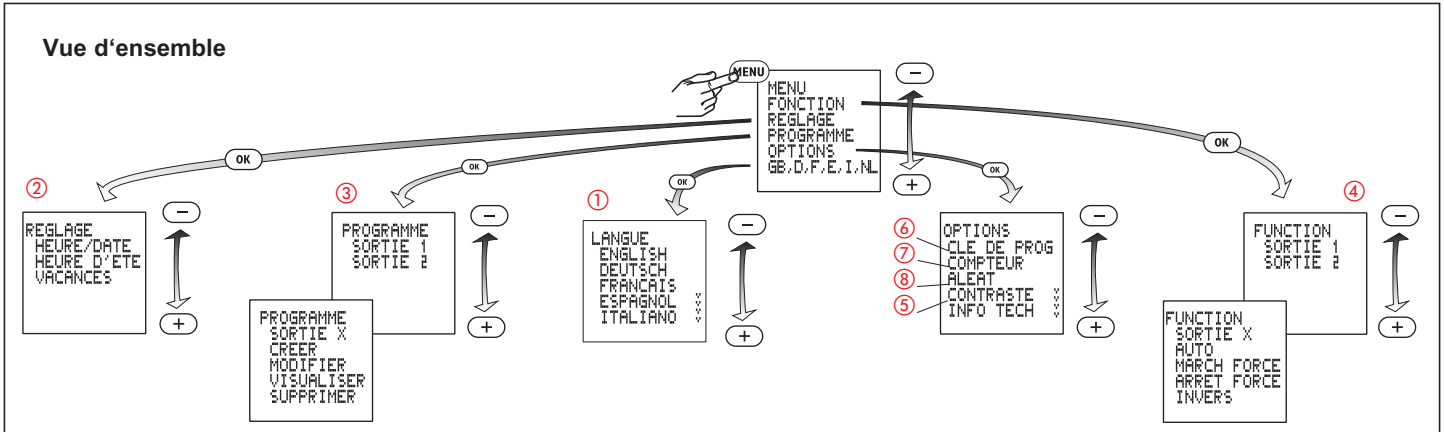 Vue d‘ensemble
MENU
MENU
FONCTION
REGLAGE
PROGRAMME
OPTIONS
GB,D,F,E,I,NL
−
+
OK
OK
OK
OK
OK
②
REGLAGE
HEURE/DATE
HEURE D'ETE
VACANCES
−
+
③
PROGRAMME
SORTIE 1
SORTIE 2
PROGRAMME
SORTIE X
CREER
MODIFIER
VISUALISER
SUPPRIMER
−
+
①
LANGUE
ENGLISH
DEUTSCH
FRANCAIS
ESPAGNOL
ITALIANO
−
+
⑥
⑦
⑧
⑤
OPTIONS
CLE DE PROG
COMPTEUR
ALEAT
CONTRASTE
INFO TECH
−
+
④
FUNCTION
SORTIE 1
SORTIE 2
FUNCTION
SORTIE X
AUTO
MARCH FORCE
ARRET FORCE
INVERS
−
+